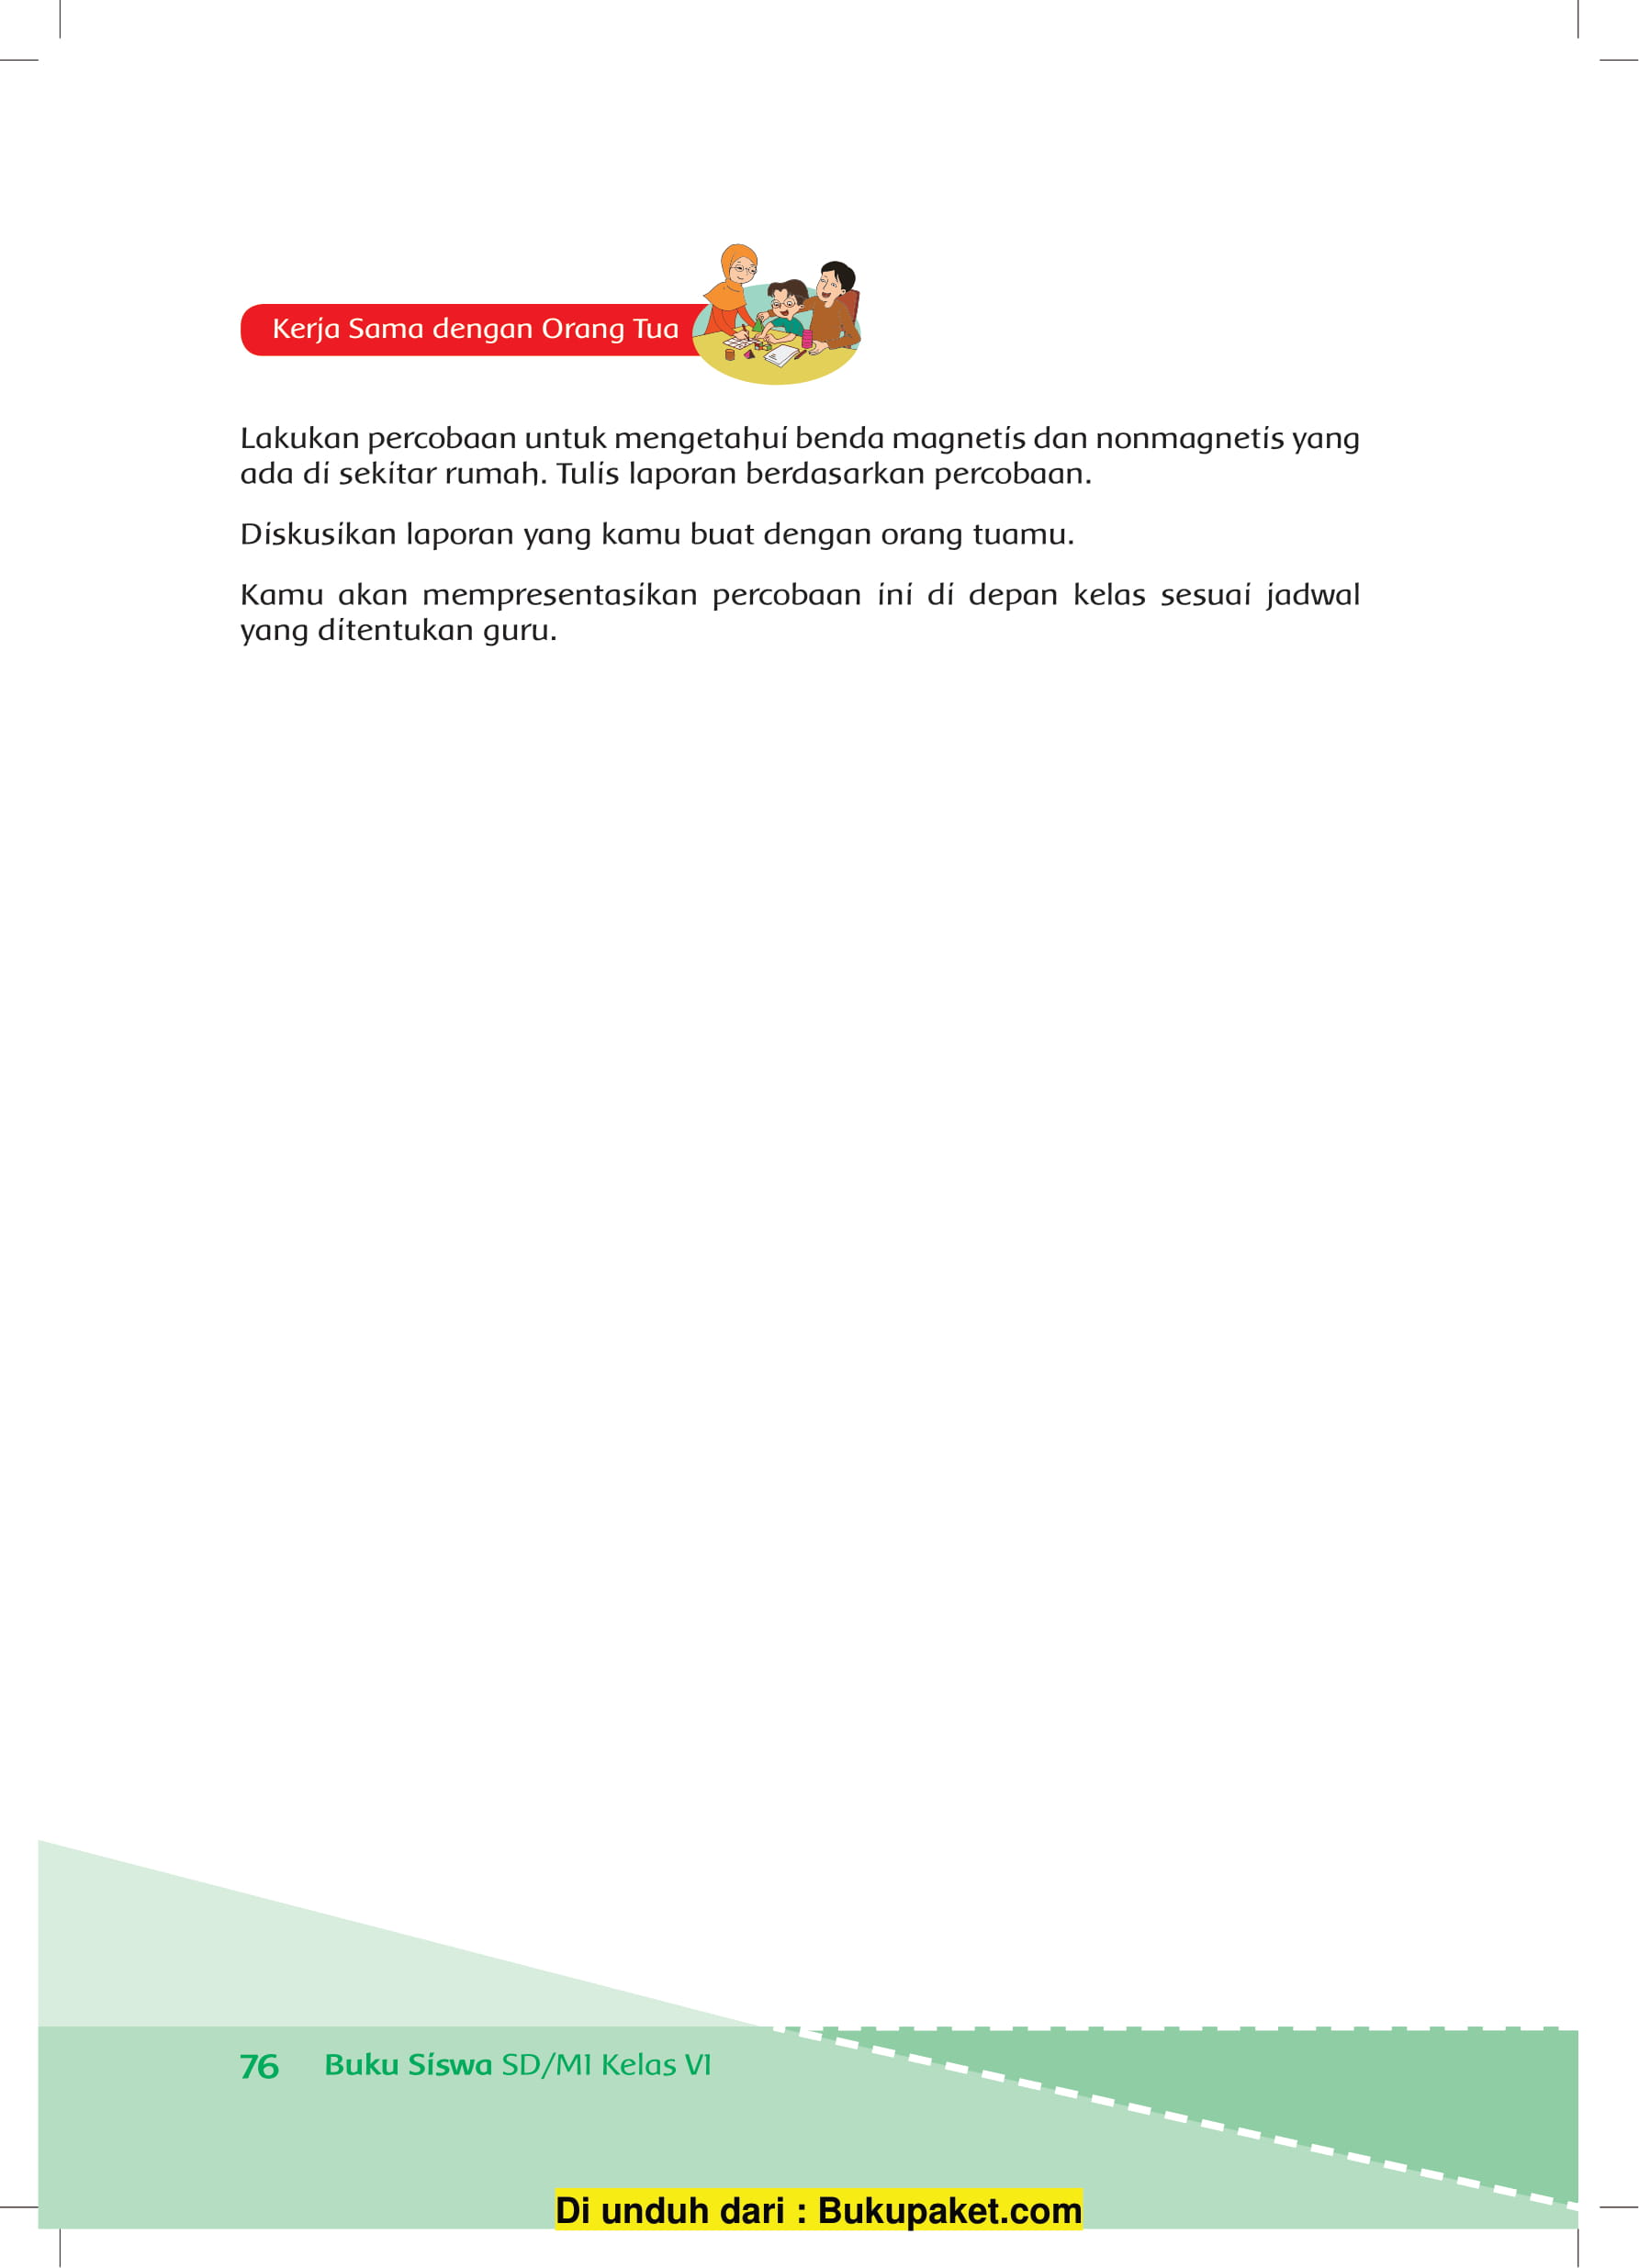 Kerja Sama dengan Orang Tua
Lakukan percobaan untuk mengetahui benda magnetis dan nonmagnetis yang
ada di sekitar rumah. Tulis laporan berdasarkan percobaan.
Diskusikan laporan yang kamu buat dengan orang tuamu.
Kamu akan mempresentasikan percobaan ini di depan kelas sesuai jadwal
yang ditentukan guru.
76 Buku Siswa SD/MI Kelas VI
Di unduh dari : Bukupaket.com